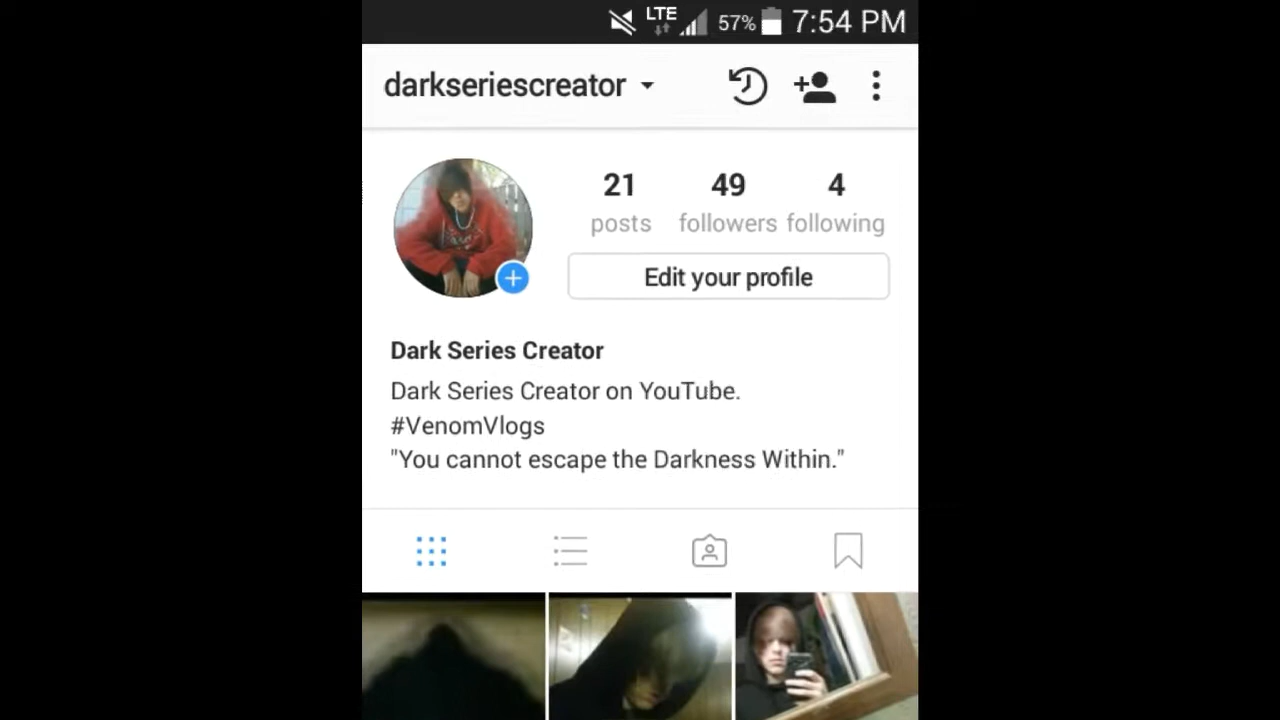 LTE 57% 7:54 PM
darkseriescreator
21 49 4
posts followers following
Edit your profile
Dark Series Creator
Dark Series Creator on YouTube.
#VenomVlogs
"You cannot escape the Darkness Within."